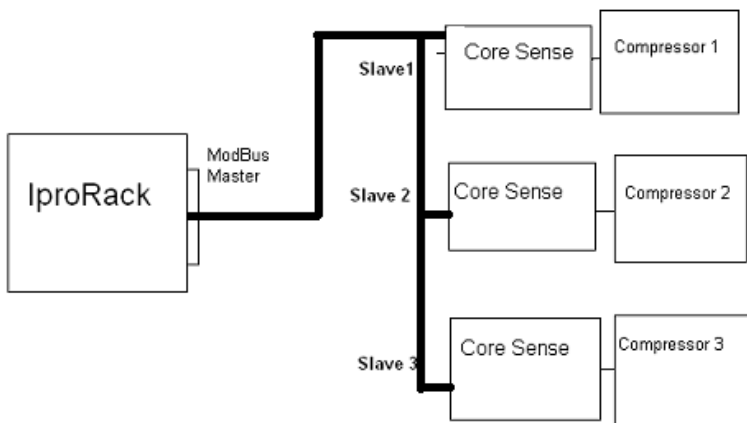 Slave1
Core Sense
Compressor 1
IproRack
ModBus
Master
Slave 2
Core Sense
Compressor 2
Slave 3
Core Sense
Compressor 3